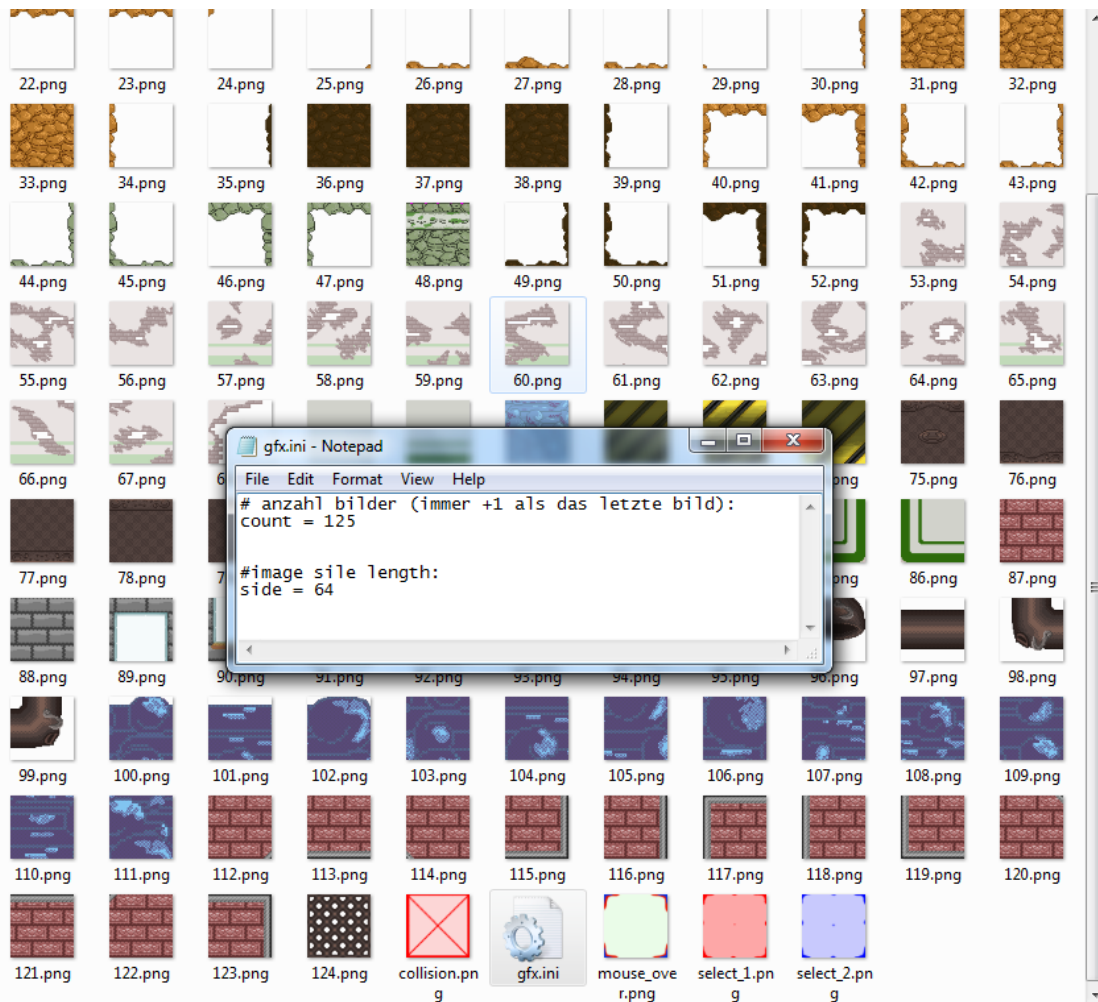 22.png 23.png 24.png 25.png 26.png 27.png 28.png 29.png 30.png 31.png 32.png
33.png 34.png 35.png 36.png 37.png 38.png 39.png 40.png 41.png 42.png 43.png
44.png 45.png 46.png 47.png 48.png 49.png 50.png 51.png 52.png 53.png 54.png
55.png 56.png 57.png 58.png 59.png 60.png 61.png 62.png 63.png 64.png 65.png
66.png 67.png 75.png 76.png
gfx.ini - Notepad
File Edit Format View Help
# anzahl bilder (immer +1 als das letzte bild):
count = 125
#image sile length:
side = 64
77.png 78.png 86.png 87.png
88.png 89.png 90.png 91.png 92.png 93.png 94.png 95.png 96.png 97.png 98.png
99.png 100.png 101.png 102.png 103.png 104.png 105.png 106.png 107.png 108.png 109.png
110.png 111.png 112.png 113.png 114.png 115.png 116.png 117.png 118.png 119.png 120.png
121.png 122.png 123.png 124.png collision.pn gfx.ini mouse_ove select_1.pn select_2.pn
g r.png g g